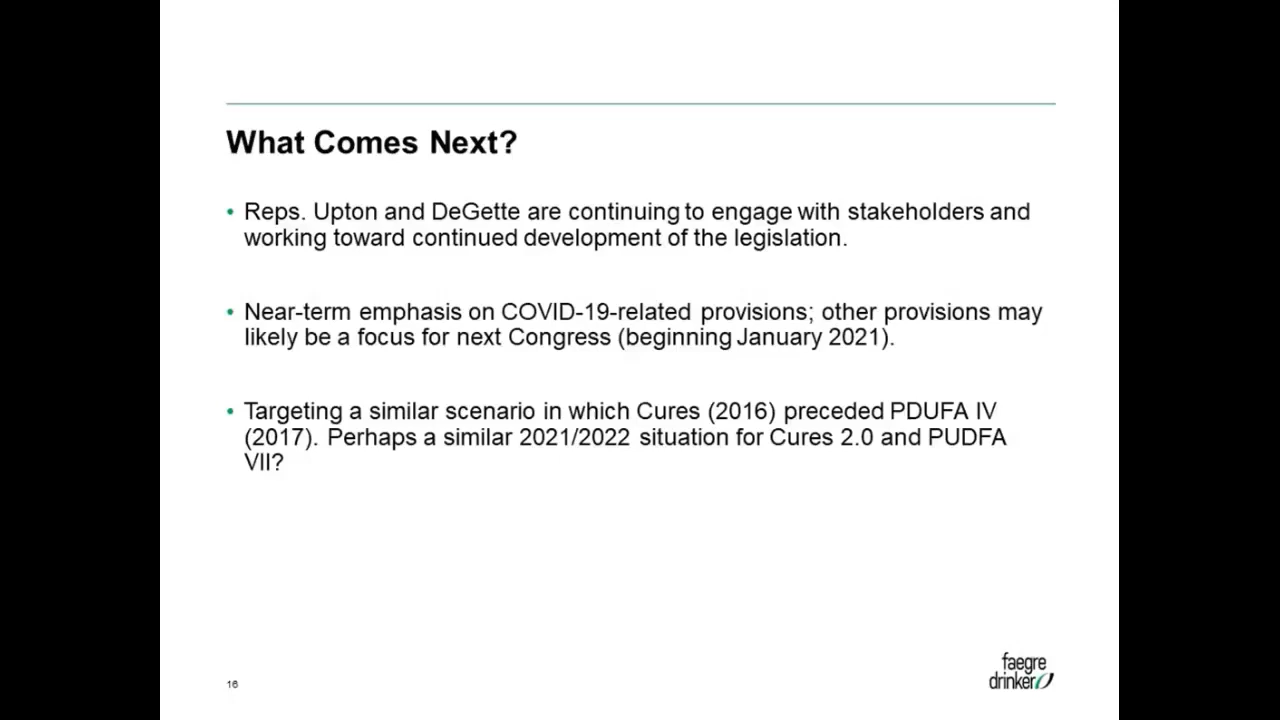 What Comes Next?
• Reps. Upton and DeGette are continuing to engage with stakeholders and
working toward continued development of the legislation.
• Near-term emphasis on COVID-19-related provisions; other provisions may
likely be a focus for next Congress (beginning January 2021).
• Targeting a similar scenario in which Cures (2016) preceded PDUFA IV
(2017). Perhaps a similar 2021/2022 situation for Cures 2.0 and PUDFA
VII?
16
faegre
drinker